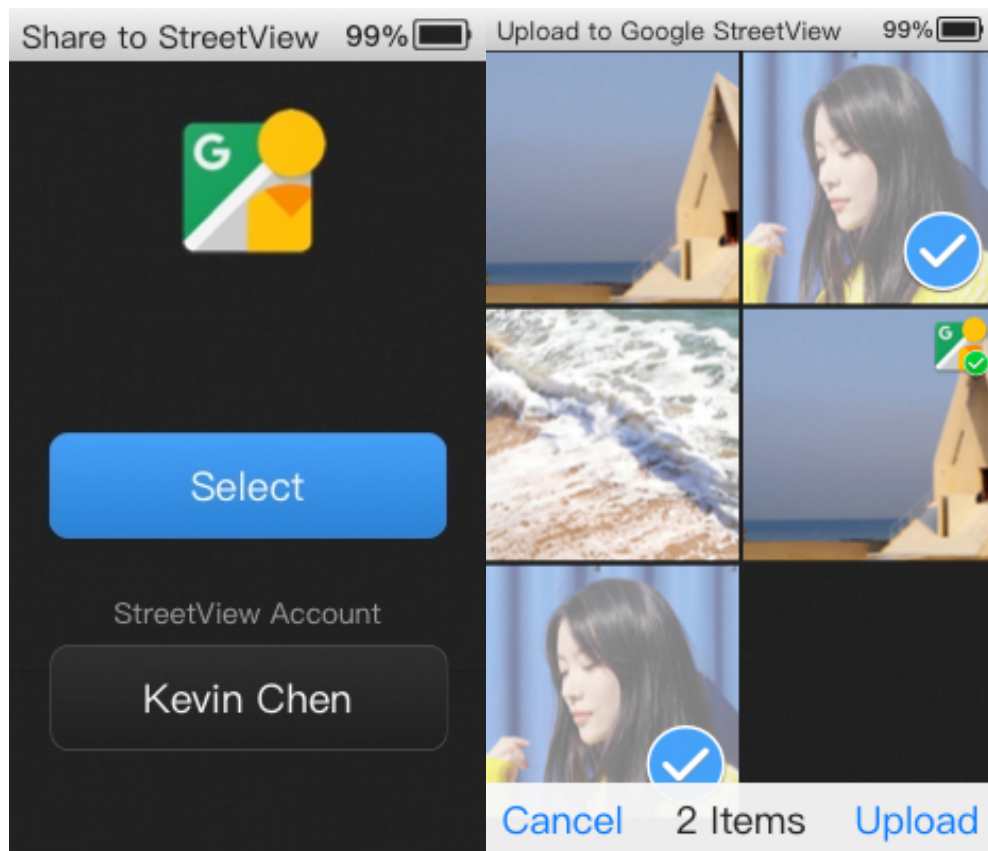 Share to StreetView 99%
G
Select
StreetView Account
Kevin Chen
Upload to Google StreetView 99%
G
Cancel 2 Items Upload